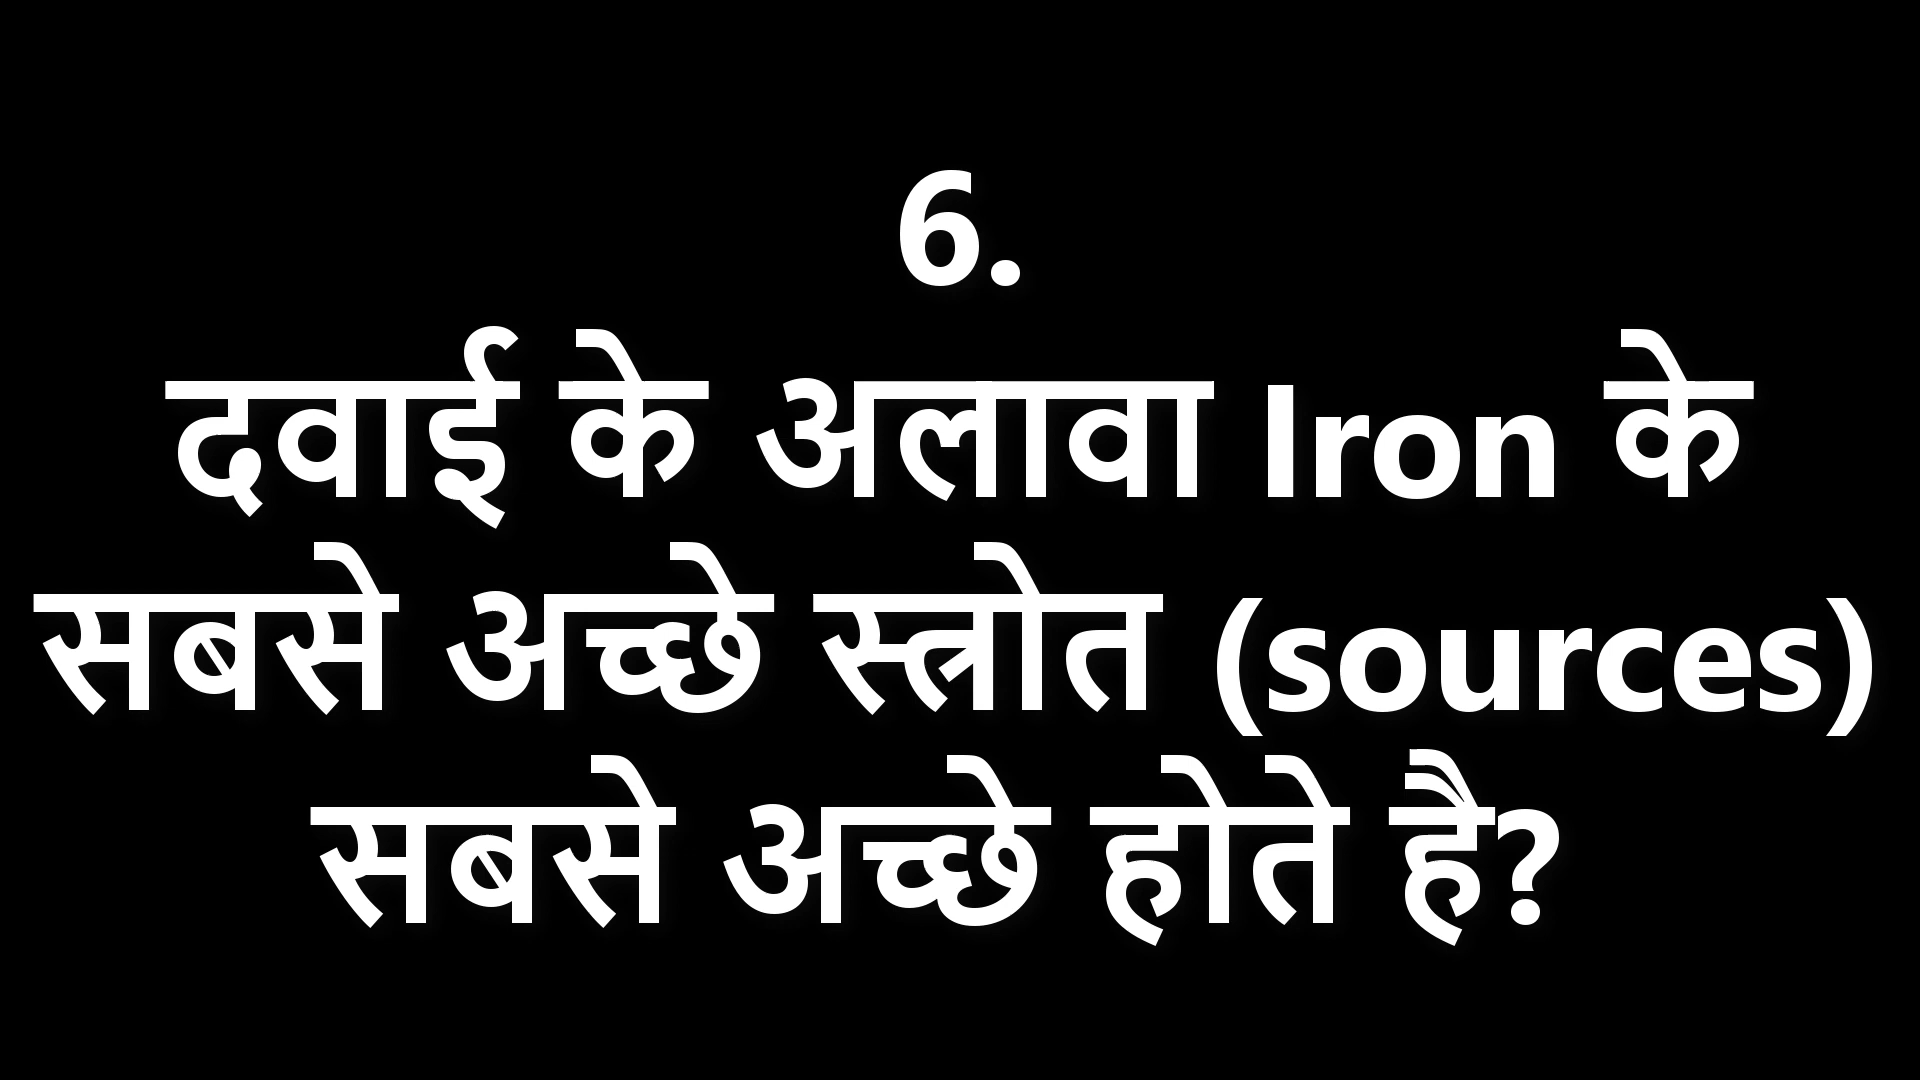 6.
दवाई के अलावा Iron के
सबसे अच्छे स्त्रोत (sources)
सबसे अच्छे होते है?